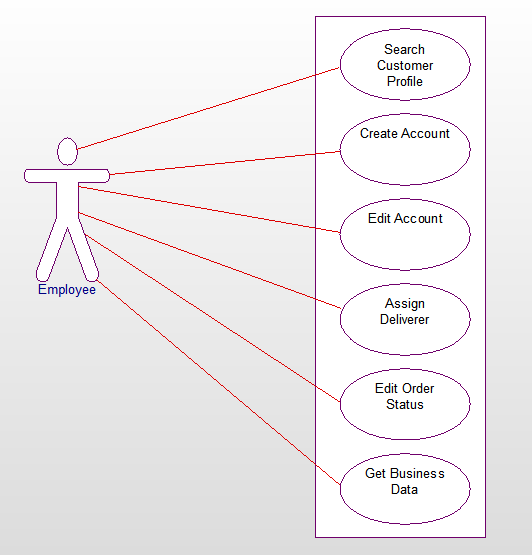 Search
Customer
Profile
Create Account
Edit Account
Assign
Deliverer
Edit Order
Status
Get Business
Data
Employee